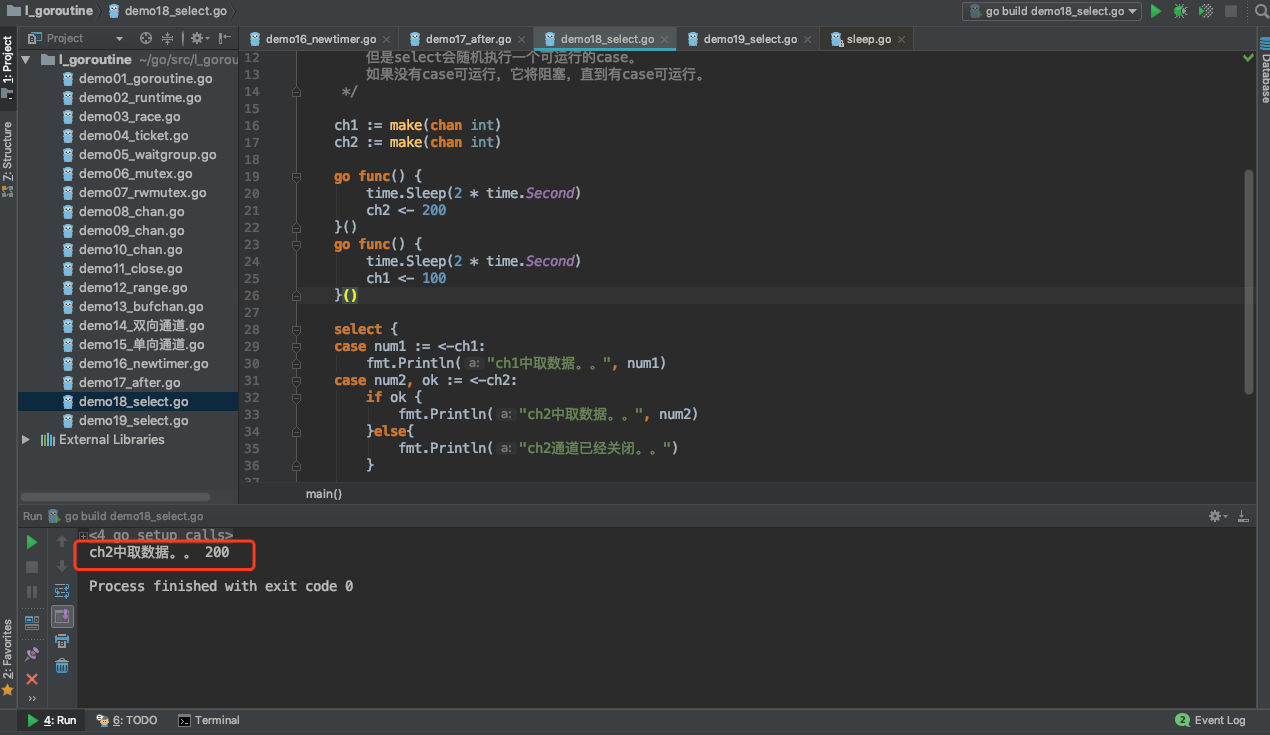 l_goroutine demo18_select.go
go build demo18_select.go
1: Project
Z: Structure
2: Favorites
Database
Project
demo16_newtimer.go demo17_after.go demo18_select.go demo19_select.go sleep.go
l_goroutine ~/go/src/l_gorou
demo01_goroutine.go
demo02_runtime.go
demo03_race.go
demo04_ticket.go
demo05_waitgroup.go
demo06_mutex.go
demo07_rwmutex.go
demo08_chan.go
demo09_chan.go
demo10_chan.go
demo11_close.go
demo12_range.go
demo13_bufchan.go
demo14_双向通道.go
demo15_单向通道.go
demo16_newtimer.go
demo17_after.go
demo18_select.go
demo19_select.go
External Libraries
12 但是select会随机执行一个可运行的case。
13 如果没有case可运行，它将阻塞，直到有case可运行。
14 */
15
16 ch1 := make(chan int)
17 ch2 := make(chan int)
18
19 go func() {
20 time.Sleep(2 * time.Second)
21 ch2 <- 200
22 }()
23 go func() {
24 time.Sleep(2 * time.Second)
25 ch1 <- 100
26 }()
27
28 select {
29 case num1 := <-ch1:
30 fmt.Println( a: "ch1中取数据。。", num1)
31 case num2, ok := <-ch2:
32 if ok {
33 fmt.Println( a: "ch2中取数据。。", num2)
34 }else{
35 fmt.Println( a: "ch2通道已经关闭。。")
36 }
37
main()
Run go build demo18_select.go
<4 go setup calls>
ch2中取数据。。 200
Process finished with exit code 0
4: Run 6: TODO Terminal
2 Event Log